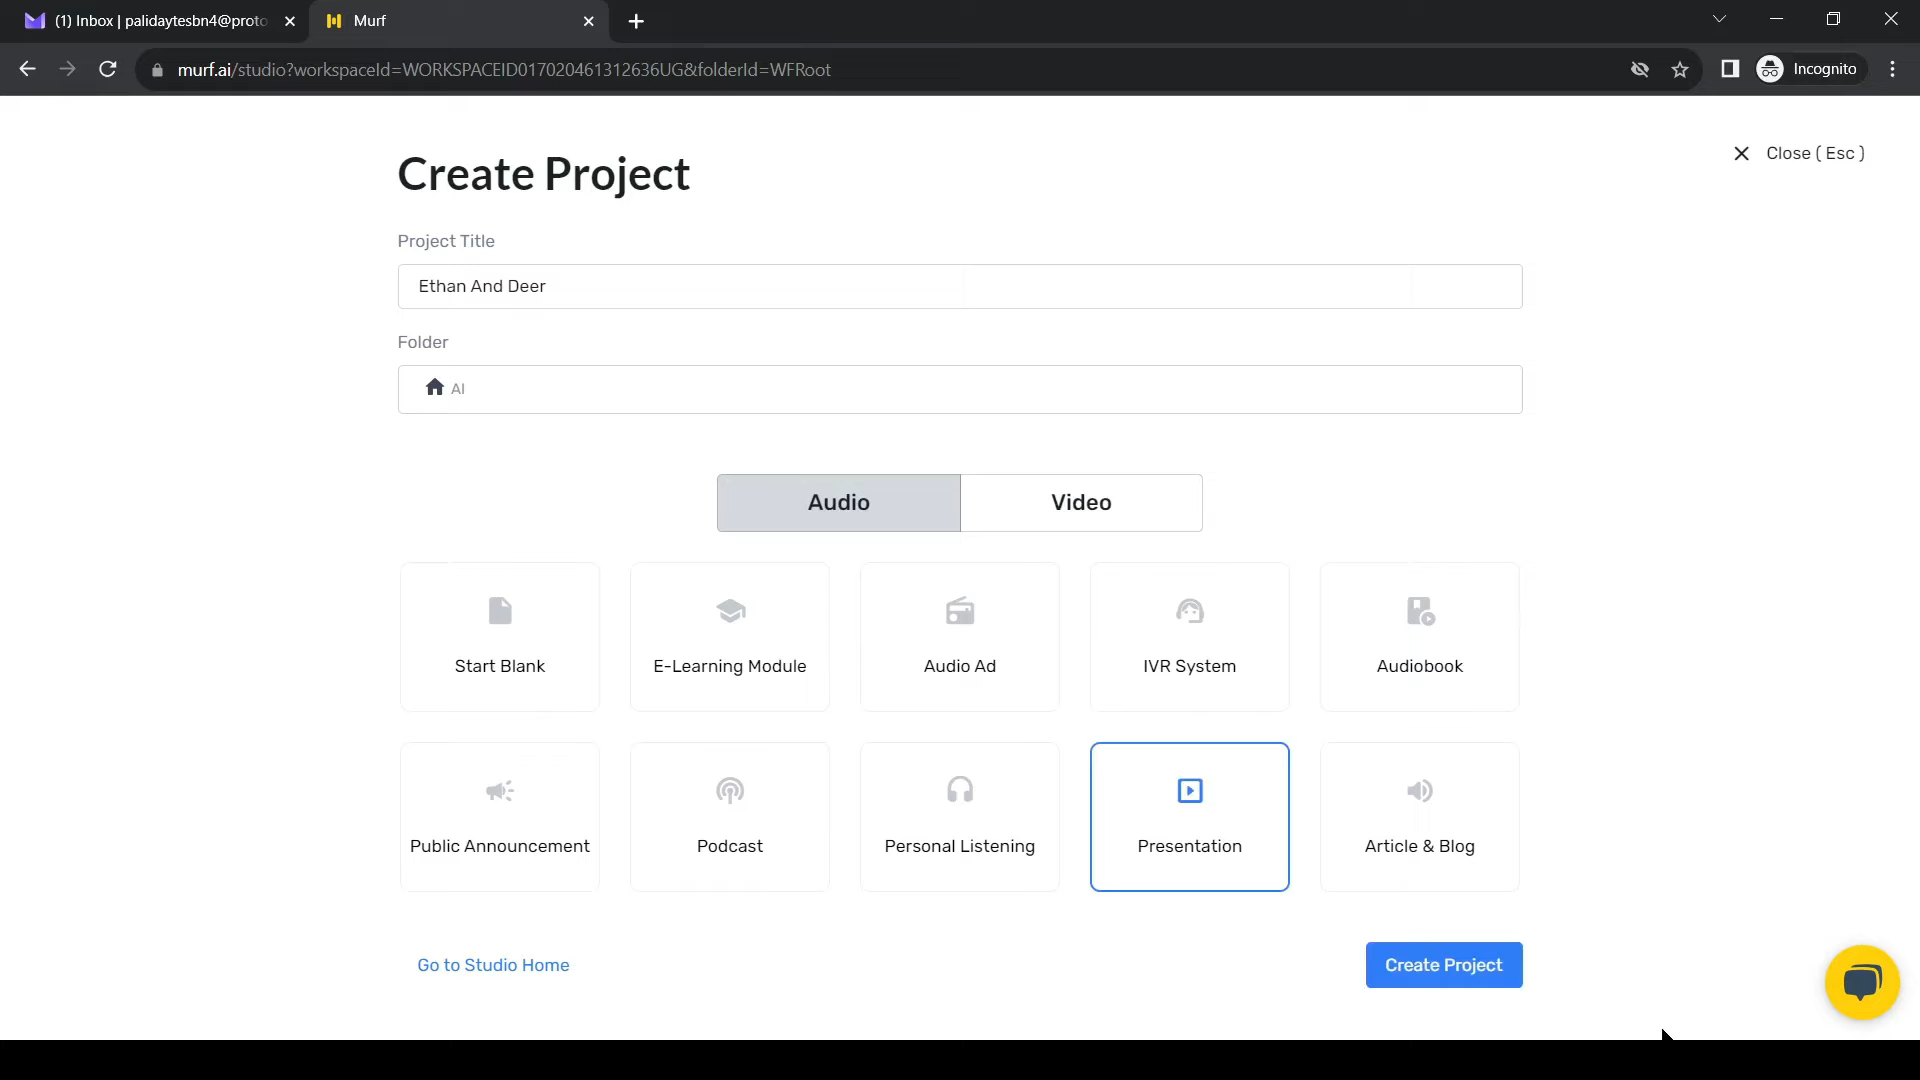 (1) Inbox | palidaytesbn4@proto
Murf
murf.ai/studio?workspaceId=WORKSPACEID017020461312636UG&folderId=WFRoot
Incognito
Create Project
Close ( Esc )
Project Title
Ethan And Deer
Folder
AI
Audio
Video
Start Blank
E-Learning Module
Audio Ad
IVR System
Audiobook
Public Announcement
Podcast
Personal Listening
Presentation
Article & Blog
Go to Studio Home
Create Project